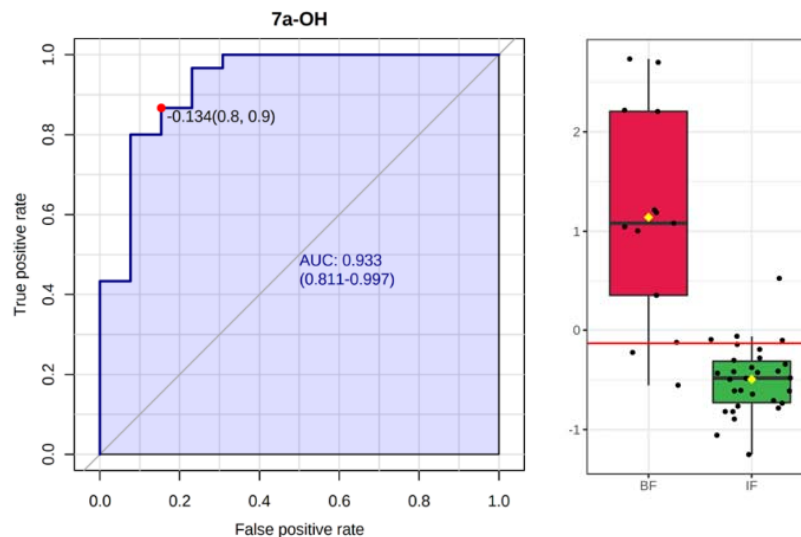 7a-OH
True positive rate
1.0
0.8
0.6
0.4
0.2
0.0
-0.134(0.8, 0.9)
AUC: 0.933
(0.811-0.997)
0.0 0.2 0.4 0.6 0.8 1.0
False positive rate
2
1
0
-1
BF IF